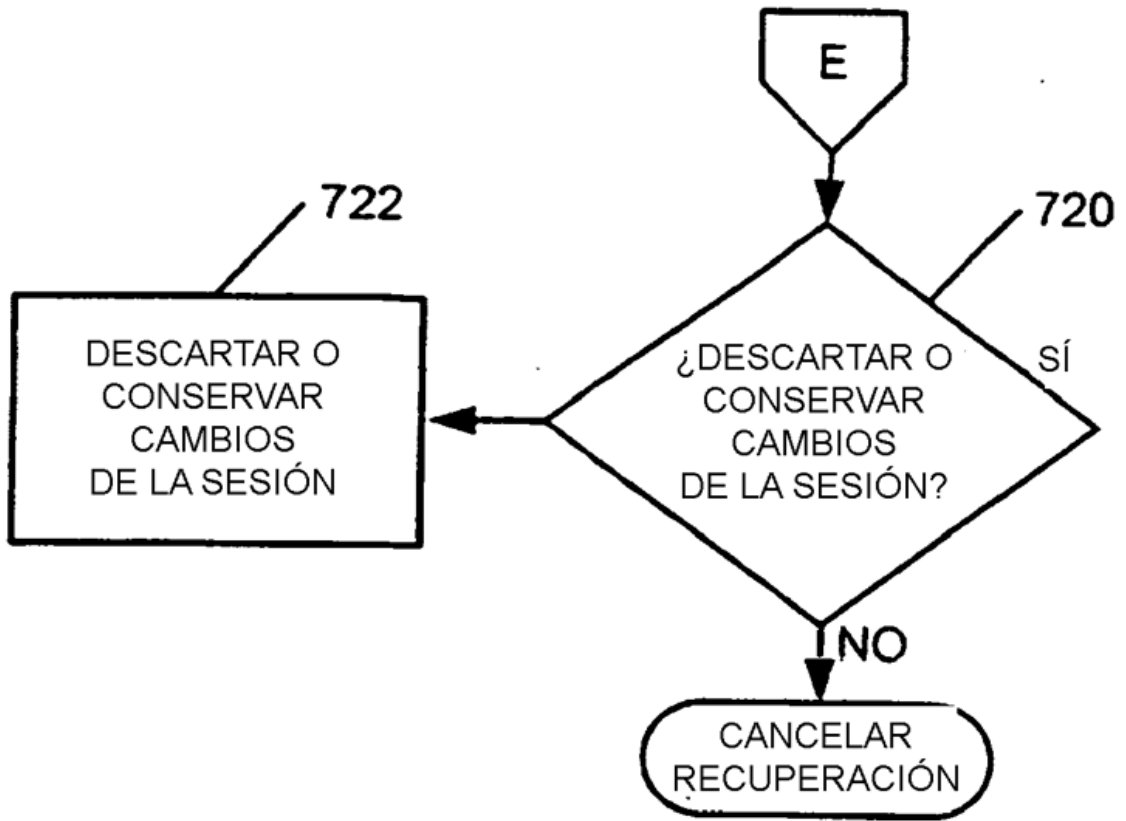 E
722
720
DESCARTAR O
CONSERVAR
CAMBIOS
DE LA SESIÓN
¿DESCARTAR O
CONSERVAR
CAMBIOS
DE LA SESIÓN?
SÍ
NO
CANCELAR
RECUPERACIÓN